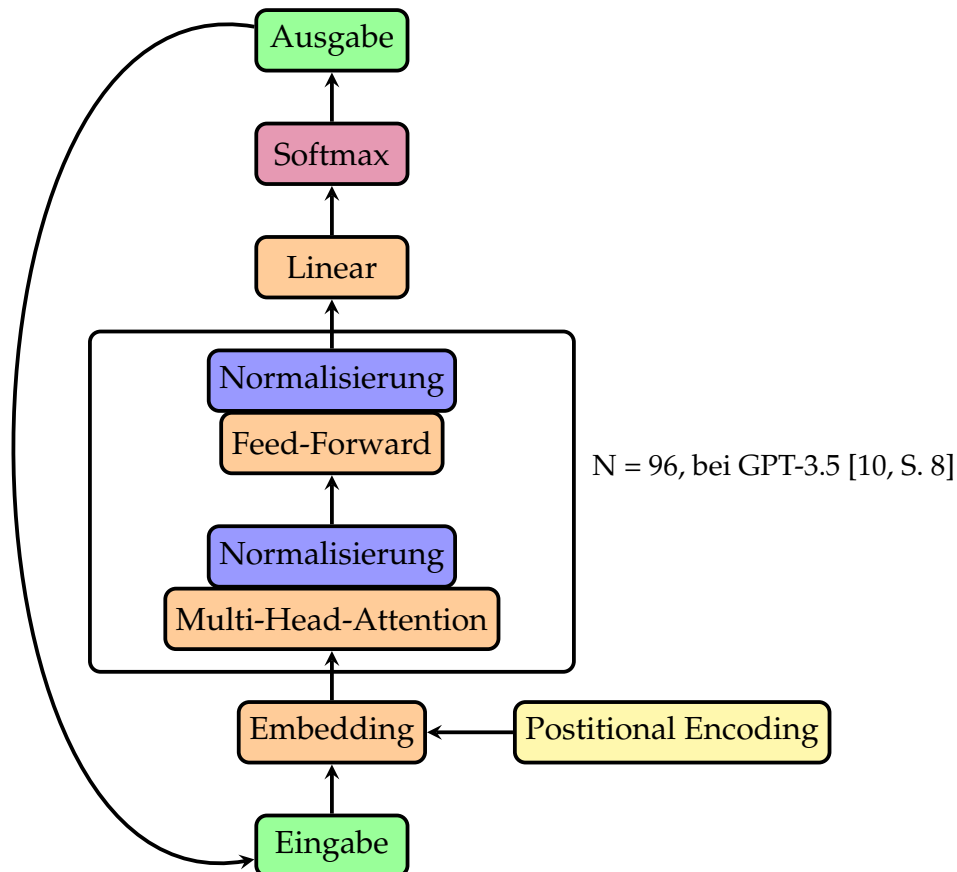 Ausgabe
Softmax
Linear
Normalisierung
Feed-Forward
N = 96, bei GPT-3.5 [10, S. 8]
Normalisierung
Multi-Head-Attention
Embedding
Postitional Encoding
Eingabe